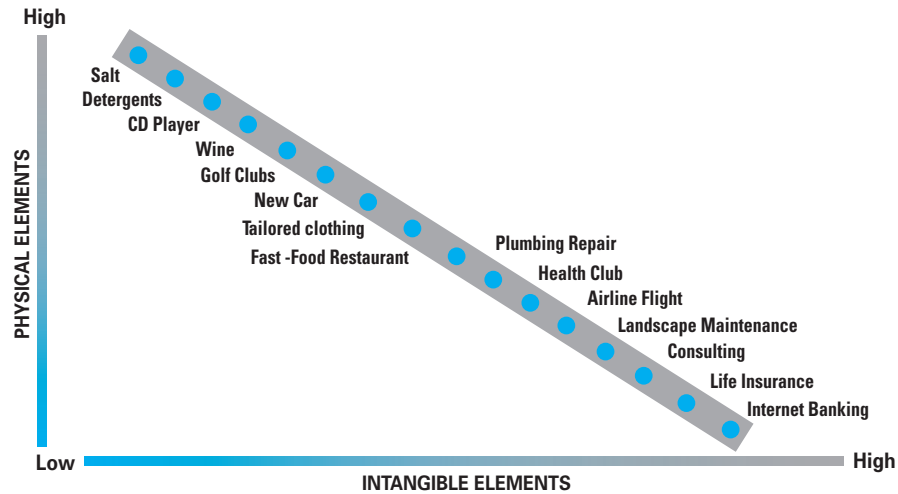 High
Salt
Detergents
CD Player
Wine
Golf Clubs
New Car
Tailored clothing
Fast -Food Restaurant
Plumbing Repair
Health Club
Airline Flight
Landscape Maintenance
Consulting
Life Insurance
Internet Banking
PHYSICAL ELEMENTS
Low
High
INTANGIBLE ELEMENTS